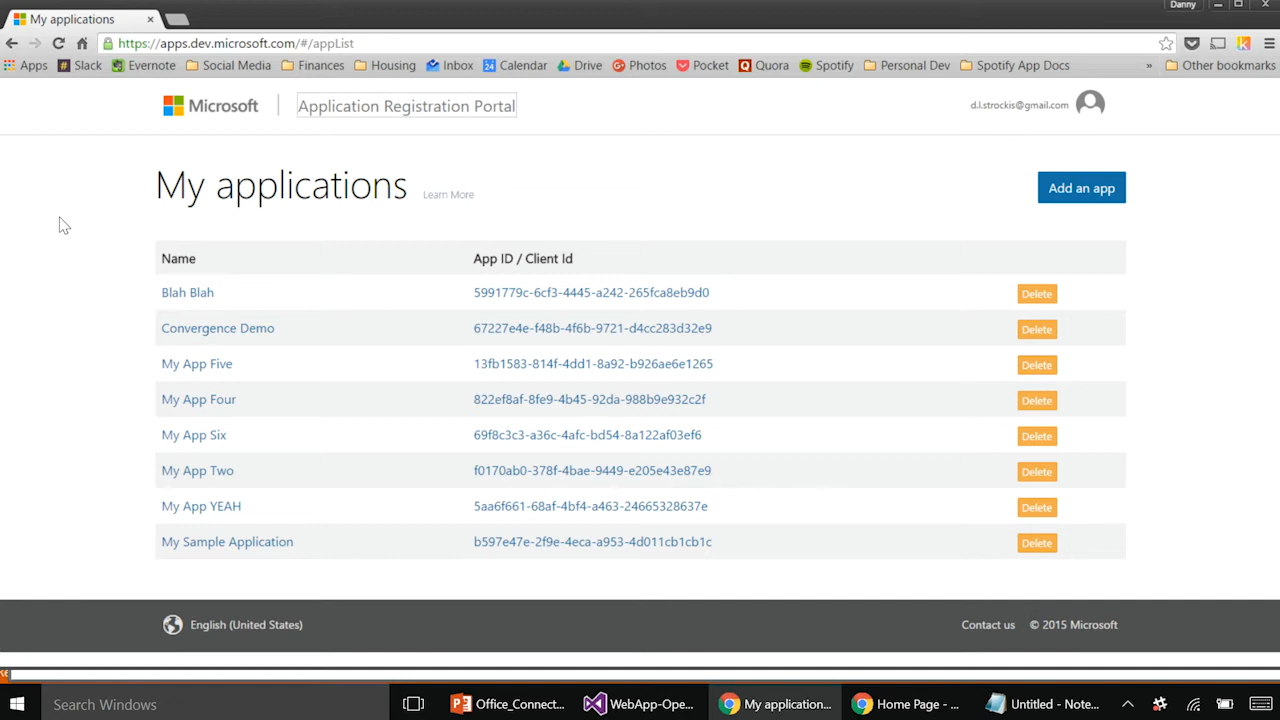 Danny
My applications
https://apps.dev.microsoft.com/#/appList
Apps Slack Evernote Social Media Finances Housing Inbox Calendar Drive Photos Pocket Quora Spotify Personal Dev Spotify App Docs » Other bookmarks
Microsoft Application Registration Portal d.l.strockis@gmail.com
My applications Learn More Add an app
Name App ID / Client Id
Blah Blah 5991779c-6cf3-4445-a242-265fca8eb9d0 Delete
Convergence Demo 67227e4e-f48b-4f6b-9721-d4cc283d32e9 Delete
My App Five 13fb1583-814f-4dd1-8a92-b926ae6e1265 Delete
My App Four 822ef8af-8fe9-4b45-92da-988b9e932c2f Delete
My App Six 69f8c3c3-a36c-4afc-bd54-8a122af03ef6 Delete
My App Two f0170ab0-378f-4bae-9449-e205e43e87e9 Delete
My App YEAH 5aa6f661-68af-4bf4-a463-24665328637e Delete
My Sample Application b597e47e-2f9e-4eca-a953-4d011cb1cb1c Delete
English (United States) Contact us © 2015 Microsoft
Search Windows Office_Connect... WebApp-Ope... My application... Home Page - ... Untitled - Note...